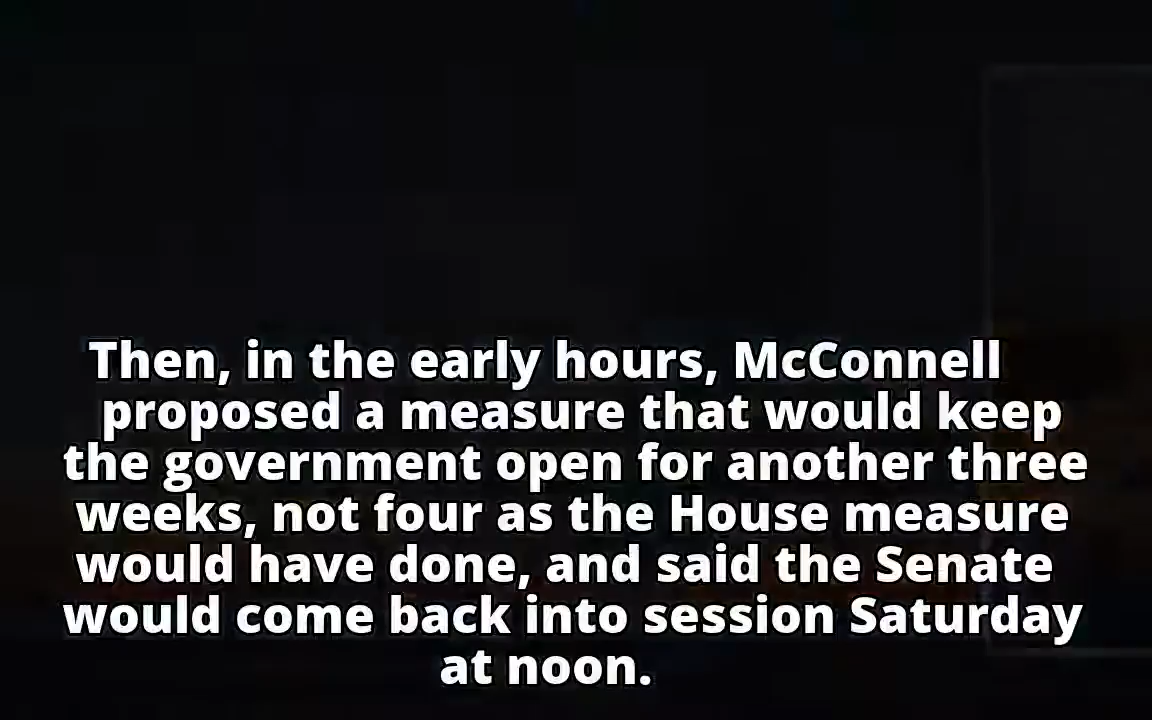 Then, in the early hours, McConnell
proposed a measure that would keep
the government open for another three
weeks, not four as the House measure
would have done, and said the Senate
would come back into session Saturday
at noon.